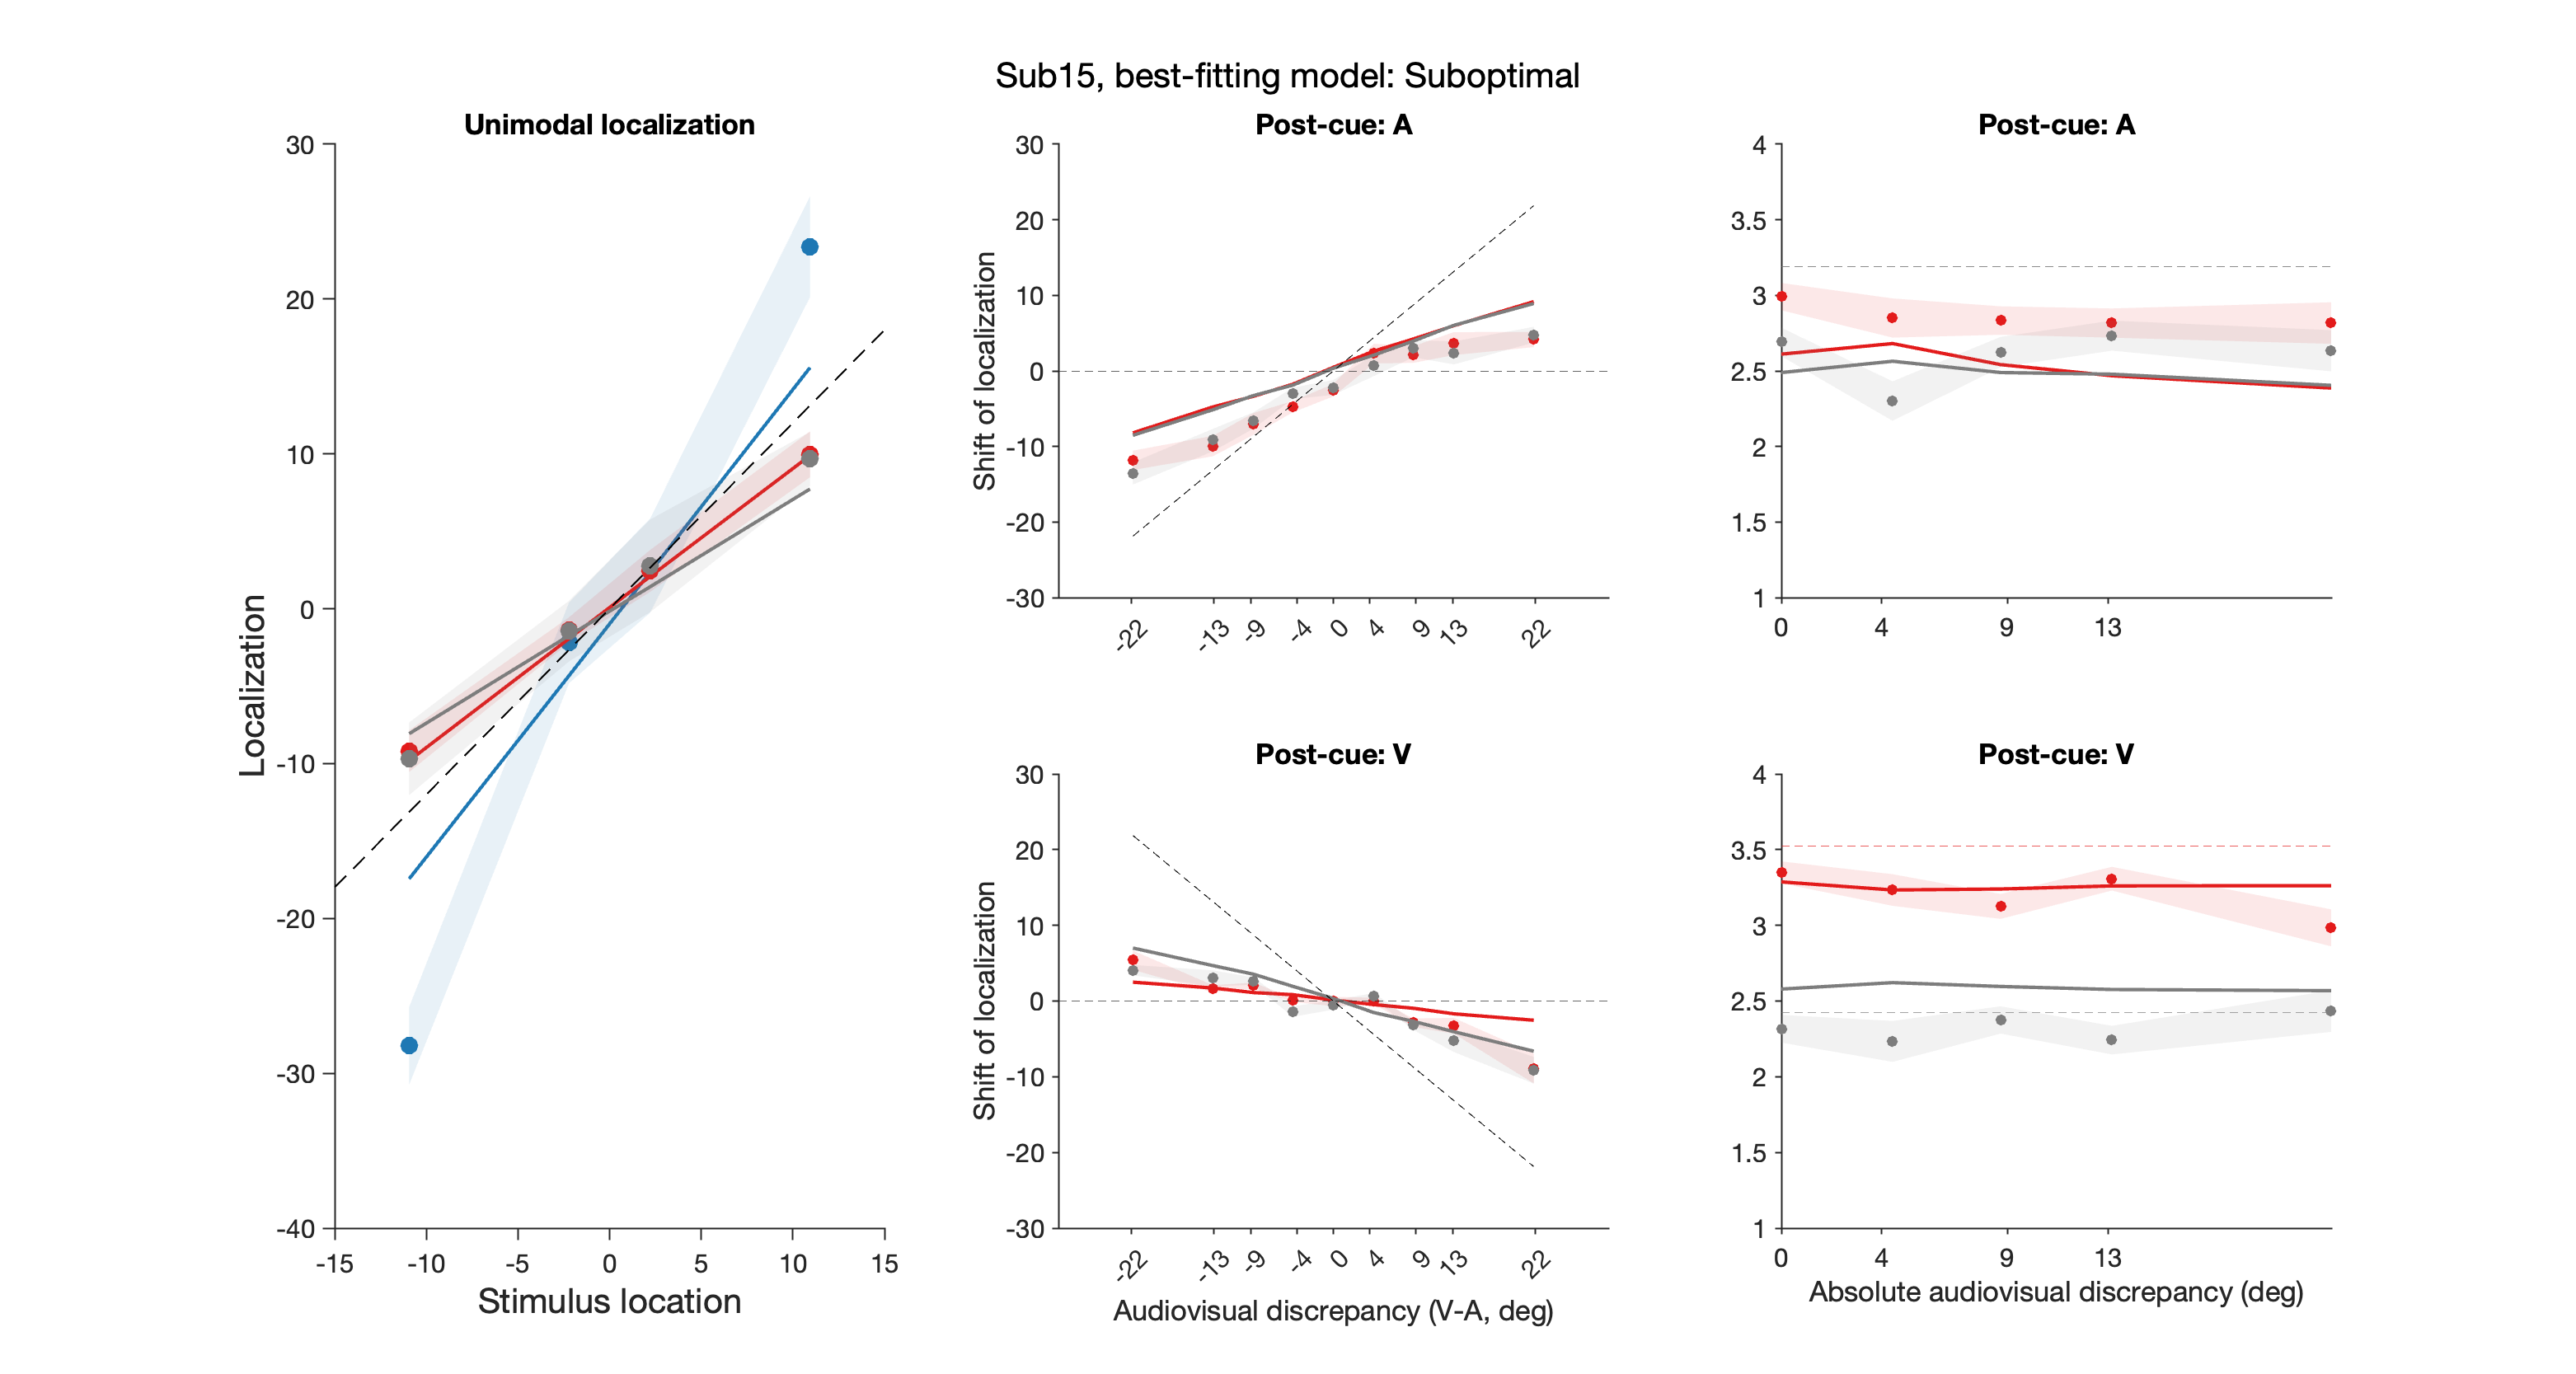 Sub15, best-fitting model: Suboptimal
Unimodal localization
30
20
10
0
-10
-20
-30
-40
Localization
-15 -10 -5 0 5 10 15
Stimulus location
Post-cue: A
30
20
10
0
-10
-20
-30
Shift of localization
-22 -13 -9 -4 0 4 9 13 22
Post-cue: A
4
3.5
3
2.5
2
1.5
1
0 4 9 13
Post-cue: V
30
20
10
0
-10
-20
-30
Shift of localization
-22 -13 -9 -4 0 4 9 13 22
Audiovisual discrepancy (V-A, deg)
Post-cue: V
4
3.5
3
2.5
2
1.5
1
0 4 9 13
Absolute audiovisual discrepancy (deg)